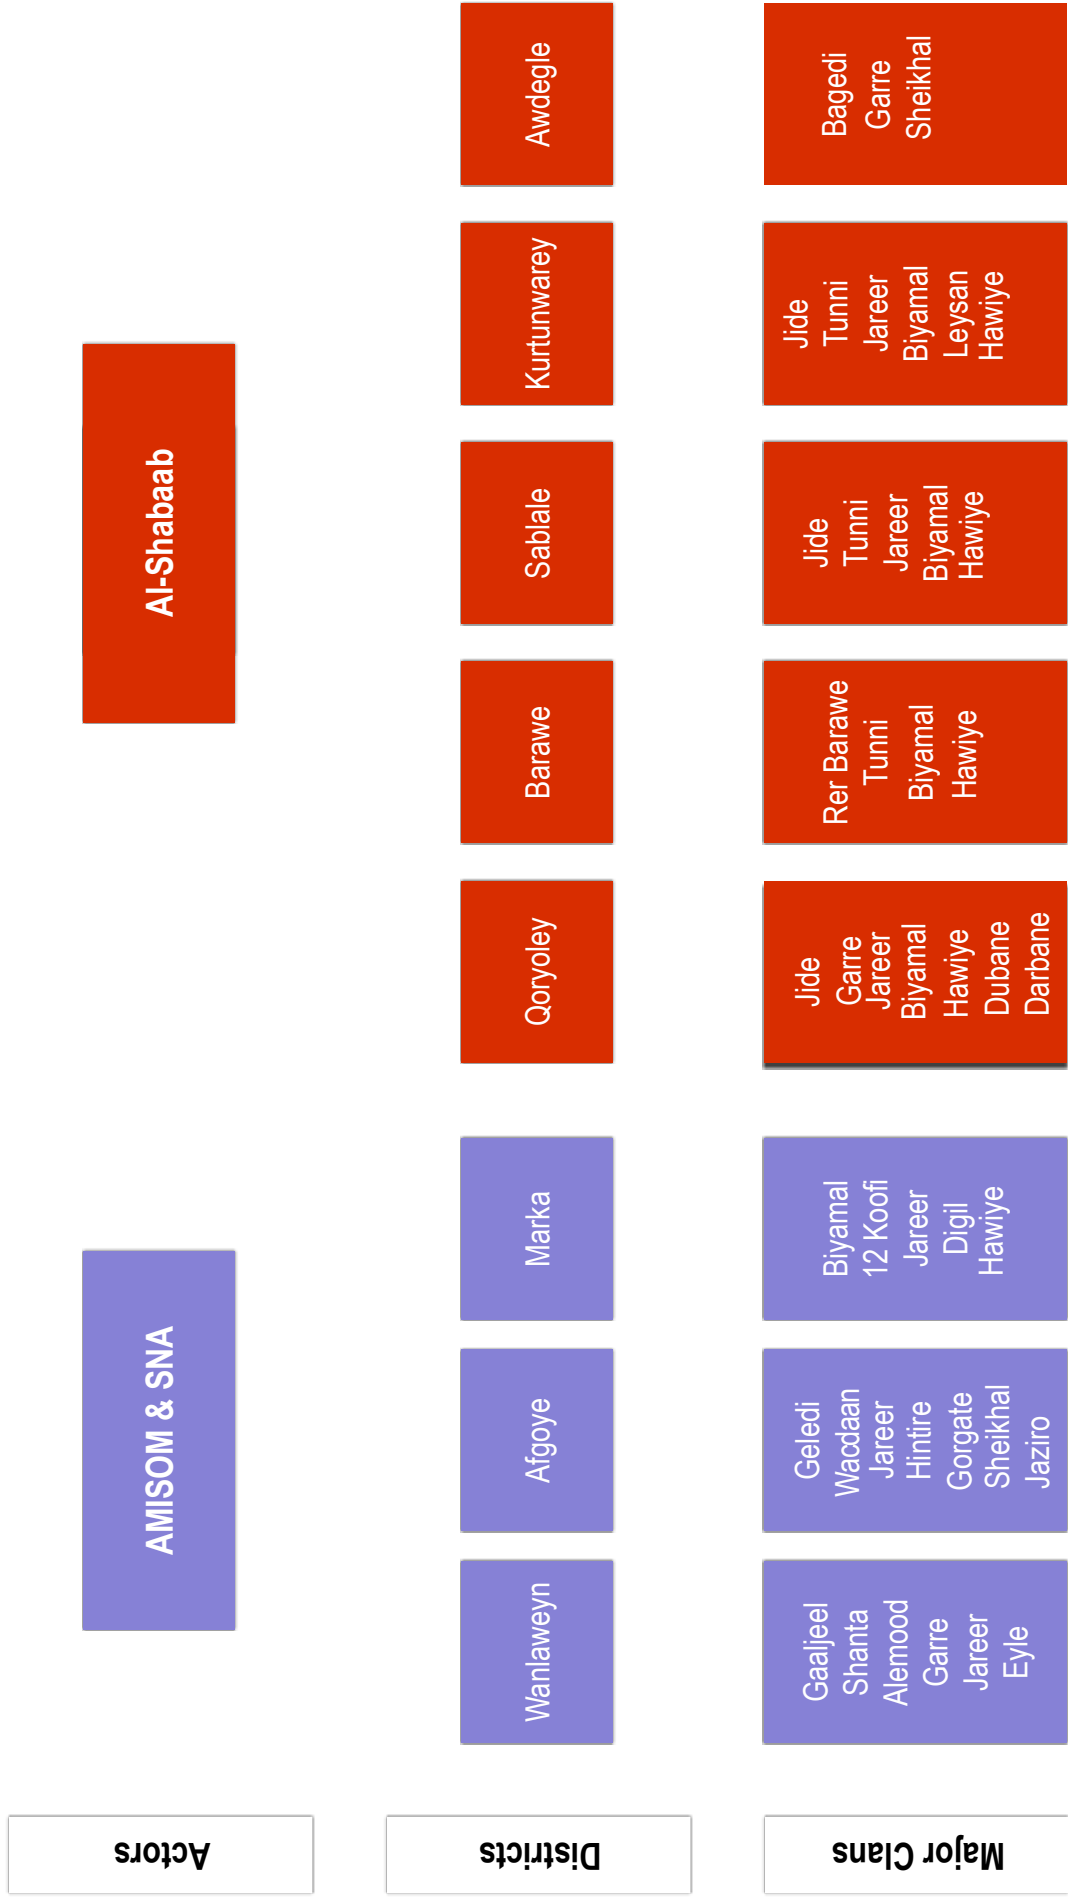 Actors
AMISOM & SNA
Al-Shabaab
Districts
Wanlaweyn
Afgoye
Marka
Qoryoley
Barawe
Sablale
Kurtunwarey
Awdegle
Major Clans
Gaaljeel
Shanta
Alemood
Garre
Jareer
Eyle
Geledi
Wacdaan
Jareer
Hintire
Gorgate
Sheikhal
Jaziro
Biyamal
12 Koofi
Jareer
Digil
Hawiye
Jide
Garre
Jareer
Biyamal
Hawiye
Dubane
Darbane
Rer Barawe
Tunni
Biyamal
Hawiye
Jide
Tunni
Jareer
Biyamal
Hawiye
Jide
Tunni
Jareer
Biyamal
Leysan
Hawiye
Bagedi
Garre
Sheikhal